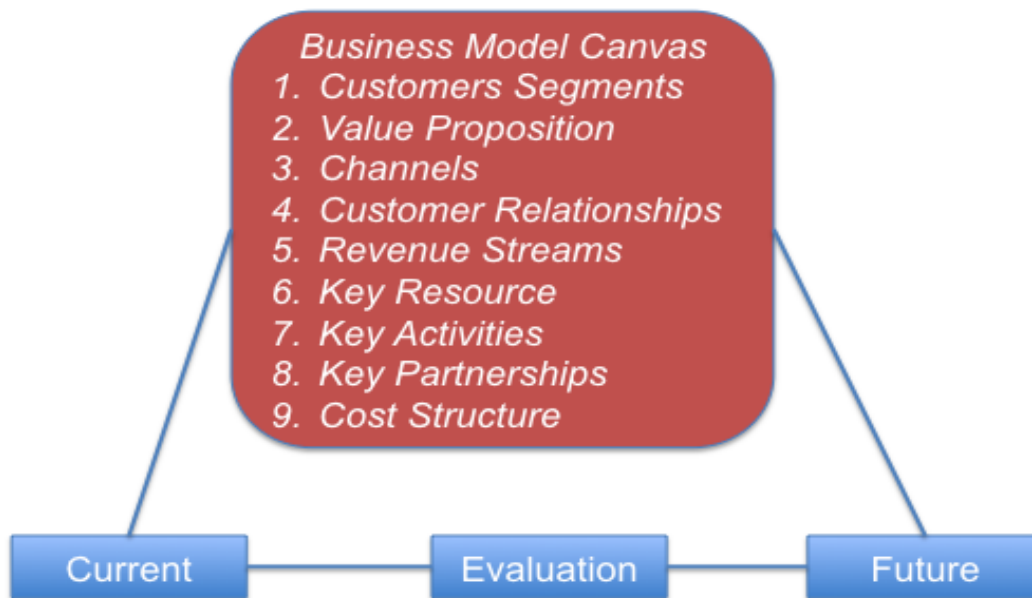 Business Model Canvas
1. Customers Segments
2. Value Proposition
3. Channels
4. Customer Relationships
5. Revenue Streams
6. Key Resource
7. Key Activities
8. Key Partnerships
9. Cost Structure
Current
Evaluation
Future